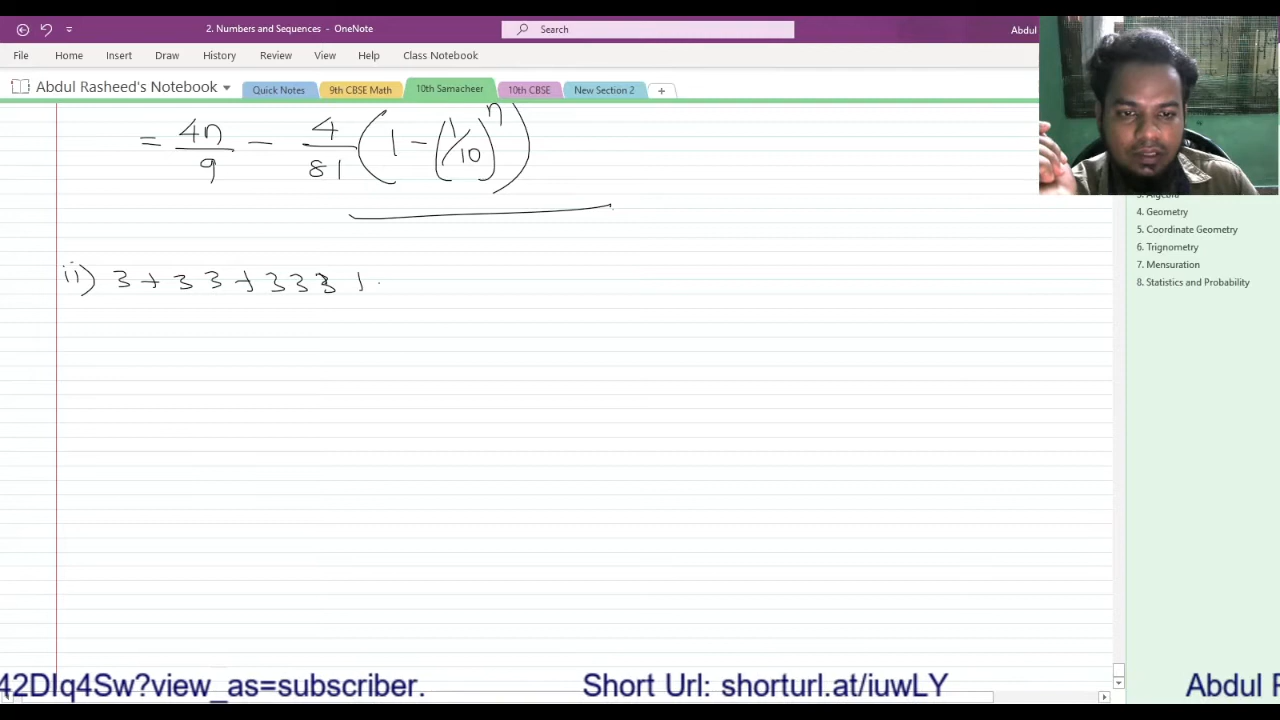 2. Numbers and Sequences - OneNote
Search
Abdul
File Home Insert Draw History Review View Help Class Notebook
Abdul Rasheed's Notebook
Quick Notes 9th CBSE Math 10th Samacheer 10th CBSE New Section 2
= 4n/9 - 4/81 (1 - (1/10)^n)
ii) 3 + 33 + 333 +
4. Geometry
5. Coordinate Geometry
6. Trignometry
7. Mensuration
8. Statistics and Probability
42DIq4Sw?view_as=subscriber. Short Url: shorturl.at/iuwLY Abdul